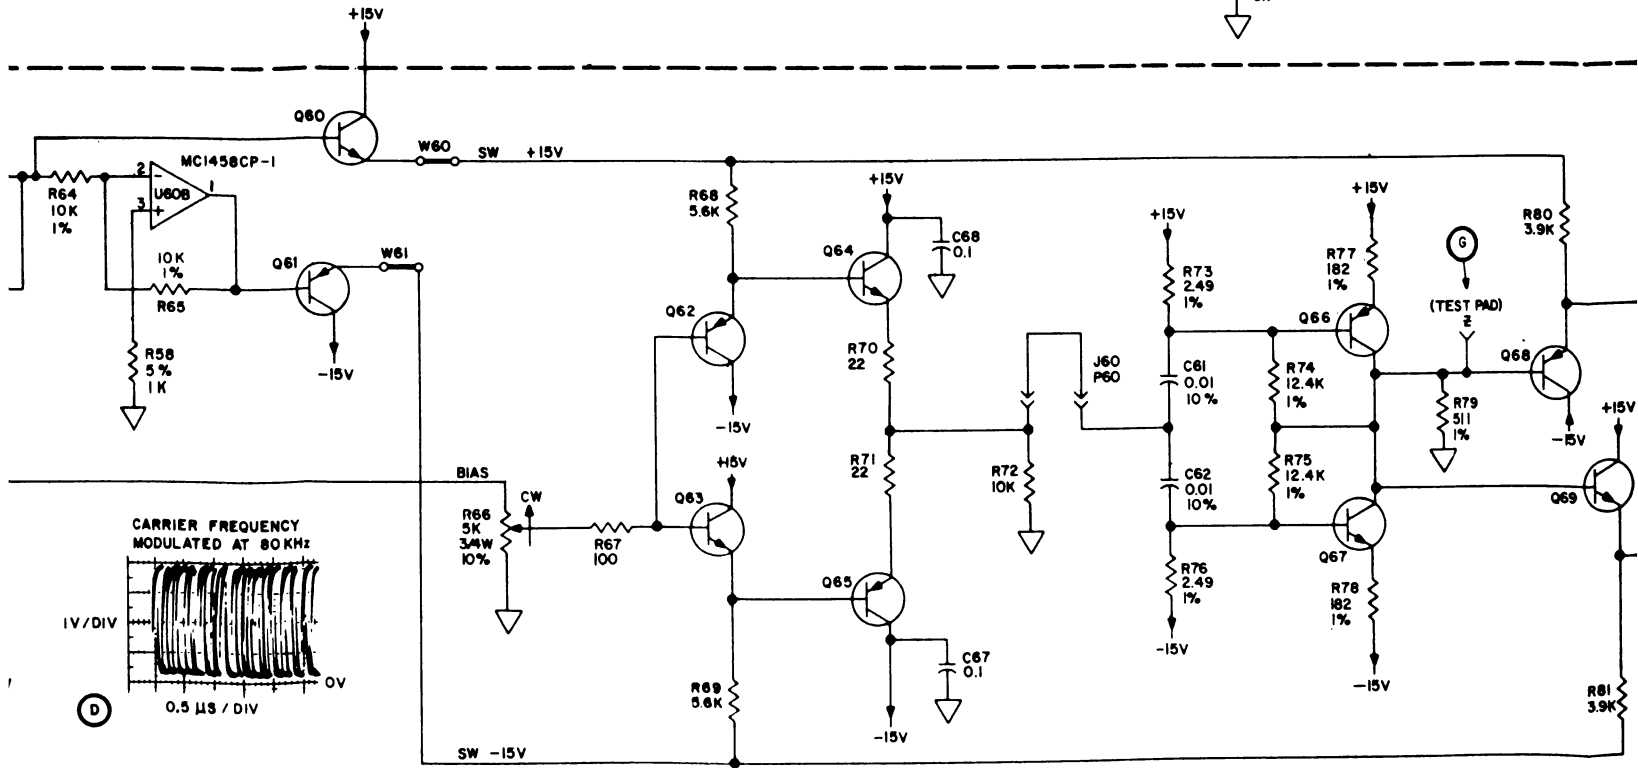 +15V
Q60
W60
SW +15V
MC1458CP-1
2 -
U60B
1
3 +
R64
10K
1%
10K
1%
R65
Q61
W61
-15V
R58
5%
1K
R68
5.6K
Q62
-15V
+15V
Q64
C68
0.1
R70
22
R71
22
BIAS
CW
R66
5K
3/4W
10%
R67
100
+15V
Q63
Q65
C67
0.1
-15V
R69
5.6K
SW -15V
R72
10K
J60
P60
+15V
R73
2.49
1%
C61
0.01
10%
C62
0.01
10%
R76
2.49
1%
-15V
R74
12.4K
1%
R75
12.4K
1%
+15V
R77
182
1%
Q66
Q67
R78
182
1%
-15V
G
(TEST PAD)
Z
R79
511
1%
R80
3.9K
Q68
-15V
+15V
Q69
R81
3.9K
CARRIER FREQUENCY
MODULATED AT 80KHz
1V/DIV
0V
0.5 μS/DIV
D